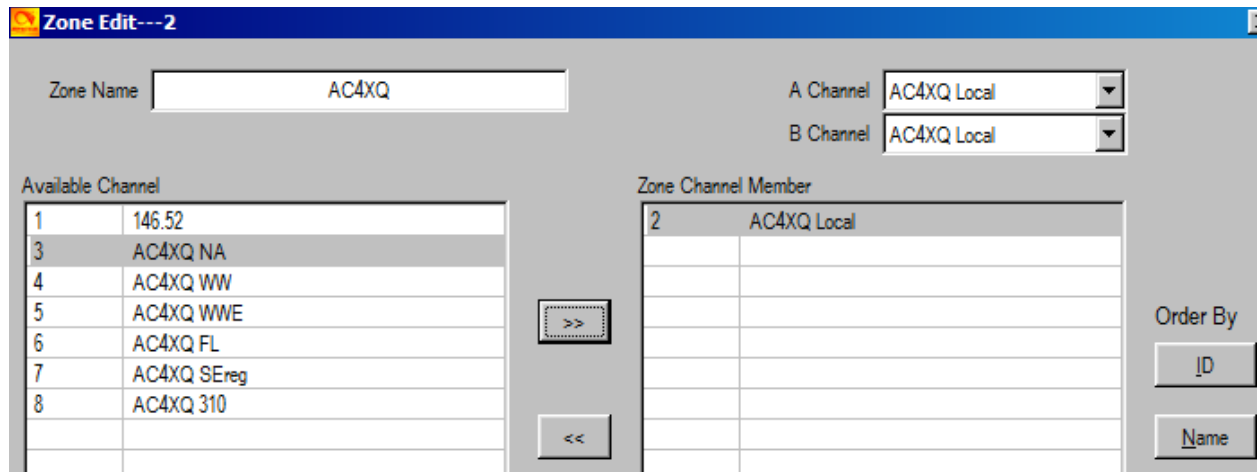 Zone Edit---2
Zone Name AC4XQ
A Channel AC4XQ Local
B Channel AC4XQ Local
Available Channel
1 146.52
3 AC4XQ NA
4 AC4XQ WW
5 AC4XQ WWE
6 AC4XQ FL
7 AC4XQ SEreg
8 AC4XQ 310
>>
<<
Zone Channel Member
2 AC4XQ Local
Order By
ID
Name